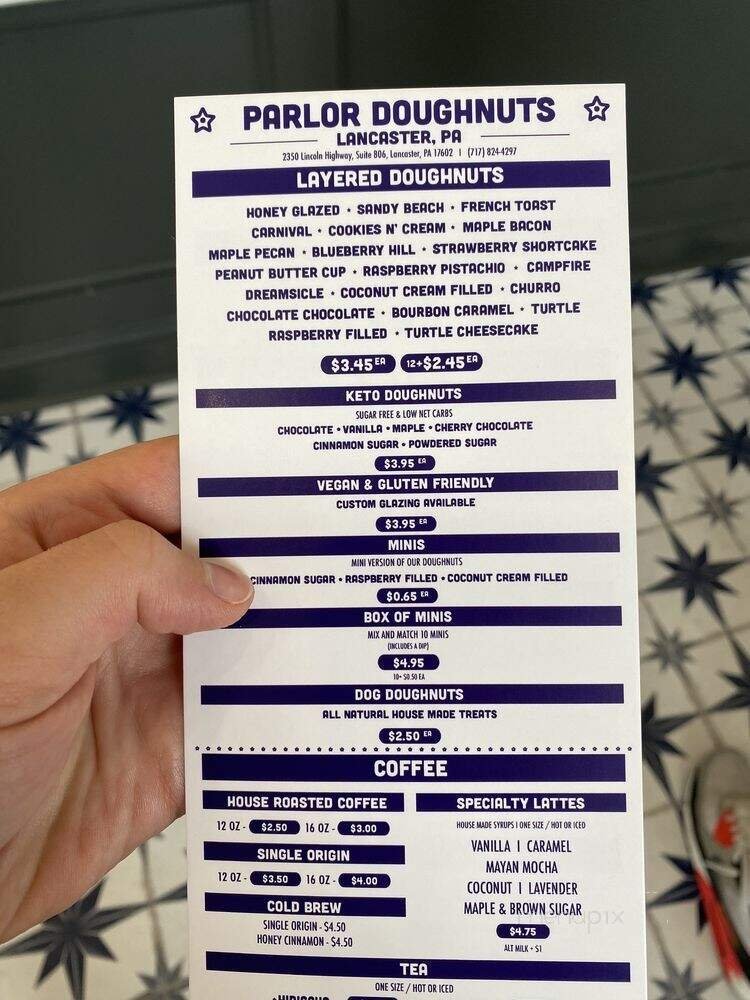 PARLOR DOUGHNUTS
LANCASTER, PA
2350 Lincoln Highway, Suite 806, Lancaster, PA 17602 | (717) 824-4297
LAYERED DOUGHNUTS
HONEY GLAZED • SANDY BEACH • FRENCH TOAST
CARNIVAL • COOKIES N' CREAM • MAPLE BACON
MAPLE PECAN • BLUEBERRY HILL • STRAWBERRY SHORTCAKE
PEANUT BUTTER CUP • RASPBERRY PISTACHIO • CAMPFIRE
DREAMSICLE • COCONUT CREAM FILLED • CHURRO
CHOCOLATE CHOCOLATE • BOURBON CARAMEL • TURTLE
RASPBERRY FILLED • TURTLE CHEESECAKE
$3.45 EA 12+$2.45 EA
KETO DOUGHNUTS
SUGAR FREE & LOW NET CARBS
CHOCOLATE • VANILLA • MAPLE • CHERRY CHOCOLATE
CINNAMON SUGAR • POWDERED SUGAR
$3.95 EA
VEGAN & GLUTEN FRIENDLY
CUSTOM GLAZING AVAILABLE
$3.95 EA
MINIS
MINI VERSION OF OUR DOUGHNUTS
CINNAMON SUGAR • RASPBERRY FILLED • COCONUT CREAM FILLED
$0.65 EA
BOX OF MINIS
MIX AND MATCH 10 MINIS
(INCLUDES A DIP)
$4.95
10+ $0.50 EA
DOG DOUGHNUTS
ALL NATURAL HOUSE MADE TREATS
$2.50 EA
COFFEE
HOUSE ROASTED COFFEE
12 OZ - $2.50 16 OZ - $3.00
SINGLE ORIGIN
12 OZ - $3.50 16 OZ - $4.00
COLD BREW
SINGLE ORIGIN - $4.50
HONEY CINNAMON - $4.50
SPECIALTY LATTES
HOUSE MADE SYRUPS | ONE SIZE / HOT OR ICED
VANILLA | CARAMEL
MAYAN MOCHA
COCONUT | LAVENDER
MAPLE & BROWN SUGAR
$4.75
ALT MILK + $1
TEA
ONE SIZE / HOT OR ICED